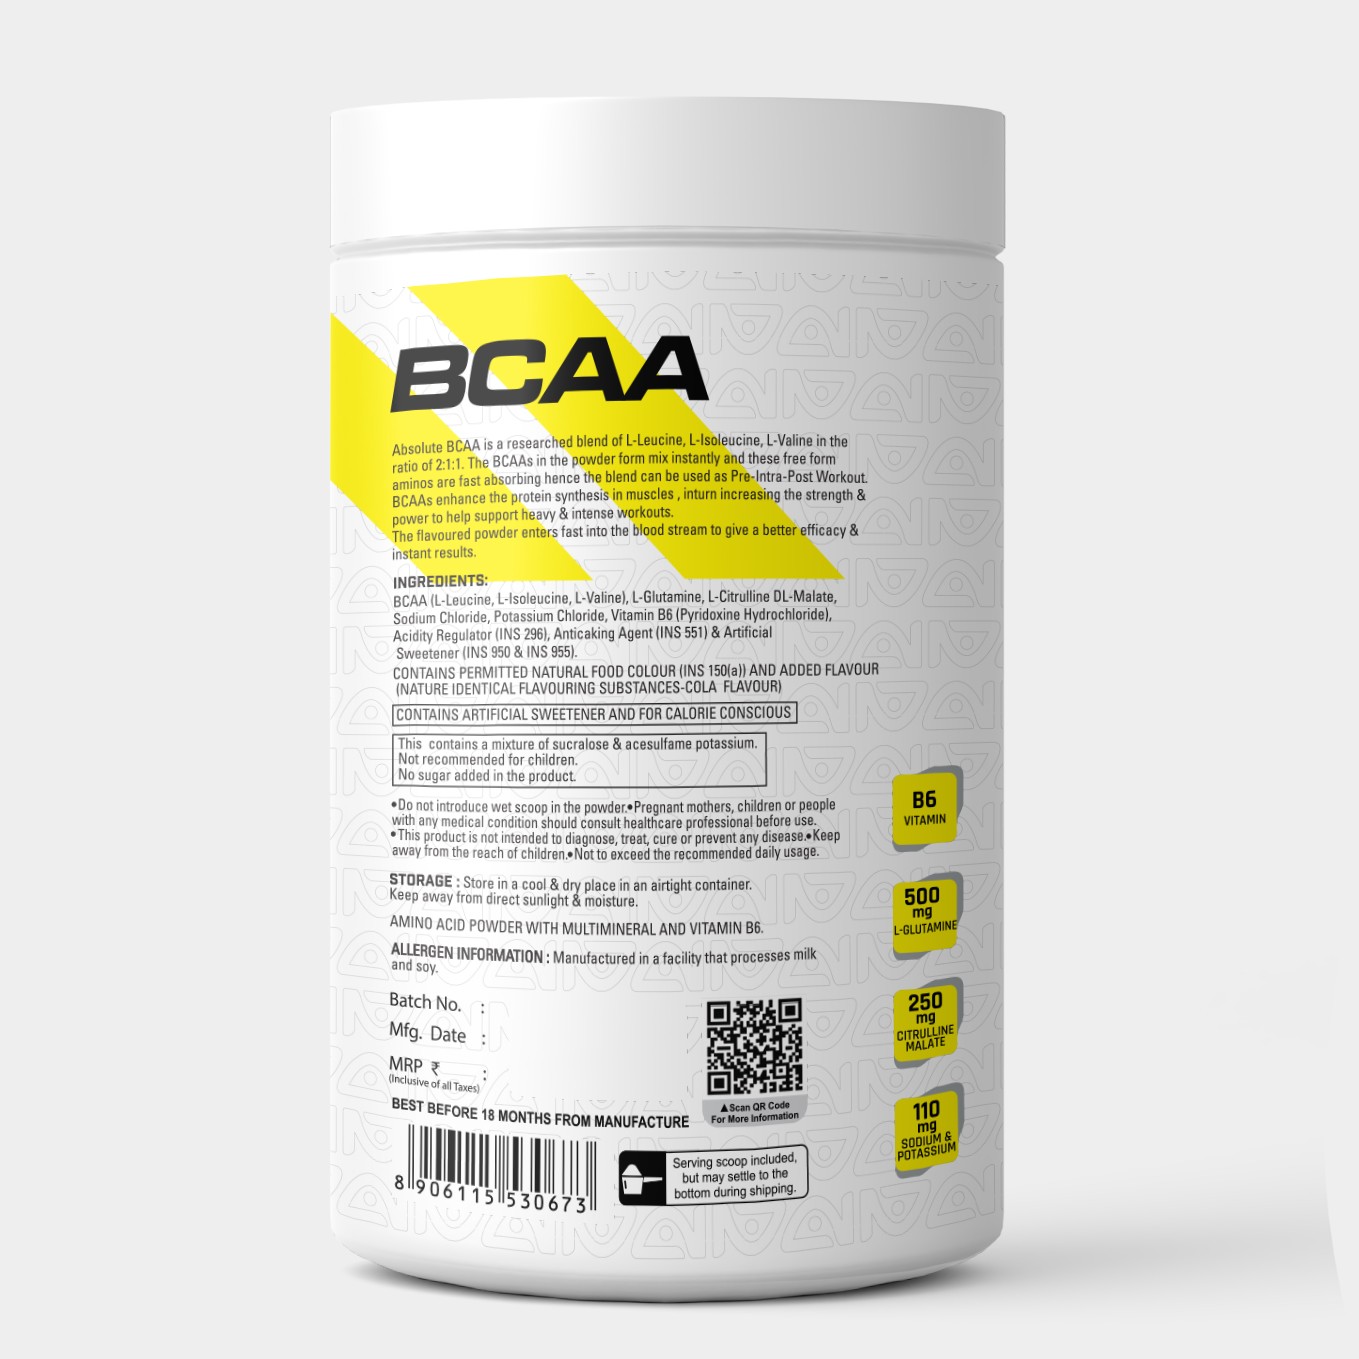 BCAA
Absolute BCAA is a researched blend of L-Leucine, L-Isoleucine, L-Valine in the
ratio of 2:1:1. The BCAAs in the powder form mix instantly and these free form
aminos are fast absorbing hence the blend can be used as Pre-Intra-Post Workout.
BCAAs enhance the protein synthesis in muscles , inturn increasing the strength &
power to help support heavy & intense workouts.
The flavoured powder enters fast into the blood stream to give a better efficacy &
instant results.
INGREDIENTS:
BCAA (L-Leucine, L-Isoleucine, L-Valine), L-Glutamine, L-Citrulline DL-Malate,
Sodium Chloride, Potassium Chloride, Vitamin B6 (Pyridoxine Hydrochloride),
Acidity Regulator (INS 296), Anticaking Agent (INS 551) & Artificial
Sweetener (INS 950 & INS 955).
CONTAINS PERMITTED NATURAL FOOD COLOUR (INS 150(a)) AND ADDED FLAVOUR
(NATURE IDENTICAL FLAVOURING SUBSTANCES-COLA FLAVOUR)
CONTAINS ARTIFICIAL SWEETENER AND FOR CALORIE CONSCIOUS
This contains a mixture of sucralose & acesulfame potassium.
Not recommended for children.
No sugar added in the product.
•Do not introduce wet scoop in the powder.•Pregnant mothers, children or people
with any medical condition should consult healthcare professional before use.
•This product is not intended to diagnose, treat, cure or prevent any disease.•Keep
away from the reach of children.•Not to exceed the recommended daily usage.
STORAGE : Store in a cool & dry place in an airtight container.
Keep away from direct sunlight & moisture.
AMINO ACID POWDER WITH MULTIMINERAL AND VITAMIN B6.
ALLERGEN INFORMATION : Manufactured in a facility that processes milk
and soy.
Batch No. :
Mfg. Date :
MRP ₹ :
(Inclusive of all Taxes)
BEST BEFORE 18 MONTHS FROM MANUFACTURE
8 906115 530673
▲Scan QR Code
For More Information
Serving scoop included,
but may settle to the
bottom during shipping.
B6
VITAMIN
500
mg
L-GLUTAMINE
250
mg
CITRULLINE
MALATE
110
mg
SODIUM &
POTASSIUM